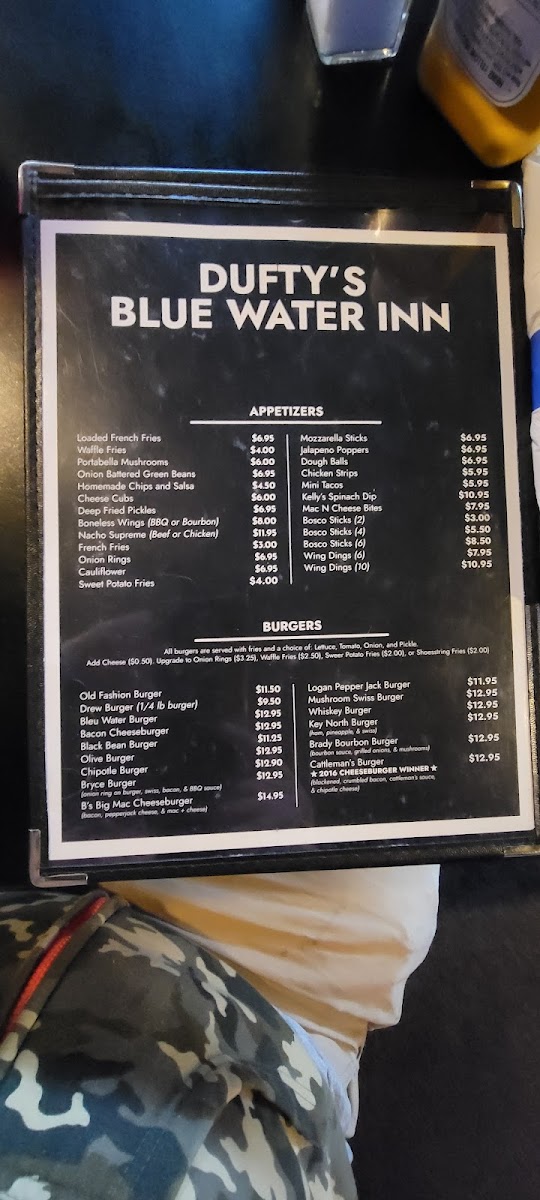 DUFTY'S
BLUE WATER INN
APPETIZERS
Loaded French Fries $6.95
Waffle Fries $4.00
Portabella Mushrooms $6.00
Onion Battered Green Beans $6.95
Homemade Chips and Salsa $4.50
Cheese Cubs $6.00
Deep Fried Pickles $6.95
Boneless Wings (BBQ or Bourbon) $8.00
Nacho Supreme (Beef or Chicken) $11.95
French Fries $3.00
Onion Rings $6.95
Cauliflower $6.95
Sweet Potato Fries $4.00
Mozzarella Sticks $6.95
Jalapeno Poppers $6.95
Dough Balls $6.95
Chicken Strips $5.95
Mini Tacos $5.95
Kelly's Spinach Dip $10.95
Mac N Cheese Bites $7.95
Bosco Sticks (2) $3.00
Bosco Sticks (4) $5.50
Bosco Sticks (6) $8.50
Wing Dings (6) $7.95
Wing Dings (10) $10.95
BURGERS
All burgers are served with fries and a choice of: Lettuce, Tomato, Onion, and Pickle.
Add Cheese ($0.50). Upgrade to Onion Rings ($3.25), Waffle Fries ($2.50), Sweet Potato Fries ($2.00), or Shoestring Fries ($2.00)
Old Fashion Burger $11.50
Drew Burger (1/4 lb burger) $9.50
Bleu Water Burger $12.95
Bacon Cheeseburger $12.95
Black Bean Burger $11.25
Olive Burger $12.95
Chipotle Burger $12.90
Bryce Burger $12.95
(onion ring on burger, swiss, bacon, & BBQ sauce)
B's Big Mac Cheeseburger $14.95
(bacon, pepperjack cheese, & mac + cheese)
Logan Pepper Jack Burger $11.95
Mushroom Swiss Burger $12.95
Whiskey Burger $12.95
Key North Burger $12.95
(ham, pineapple, & swiss)
Brady Bourbon Burger $12.95
(bourbon sauce, grilled onions, & mushrooms)
Cattleman's Burger $12.95
★ 2016 CHEESEBURGER WINNER ★
(blackened, crumbled bacon, cattleman's sauce,
& chipotle cheese)